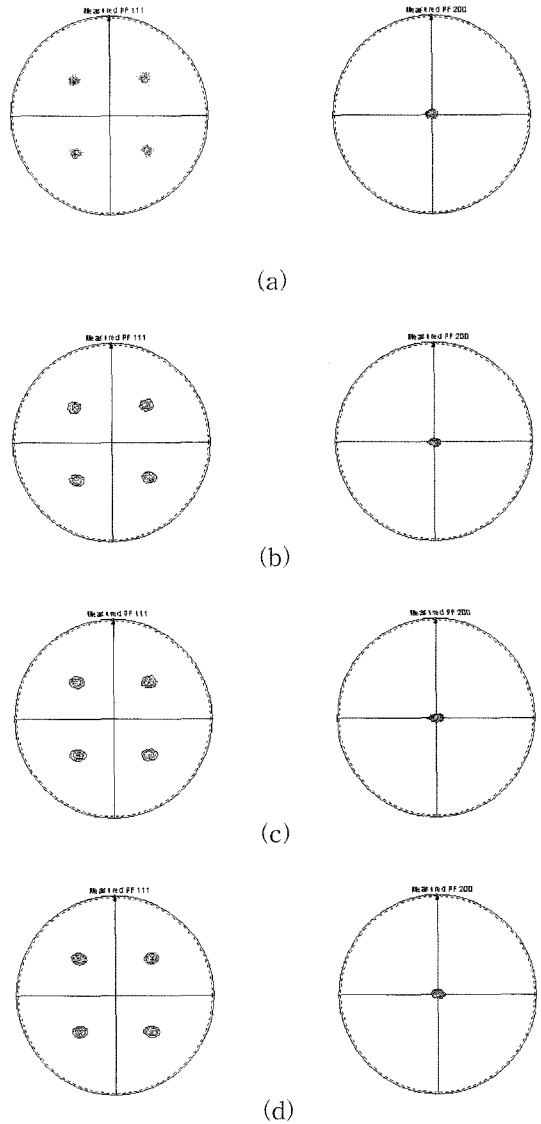 Measured PF 111
Measured PF 200
(a)
Measured PF 111
Measured PF 200
(b)
Measured PF 111
Measured PF 200
(c)
Measured PF 111
Measured PF 200
(d)